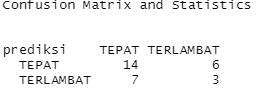 Confusion Matrix and Statistics
prediksi TEPAT TERLAMBAT
TEPAT 14 6
TERLAMBAT 7 3